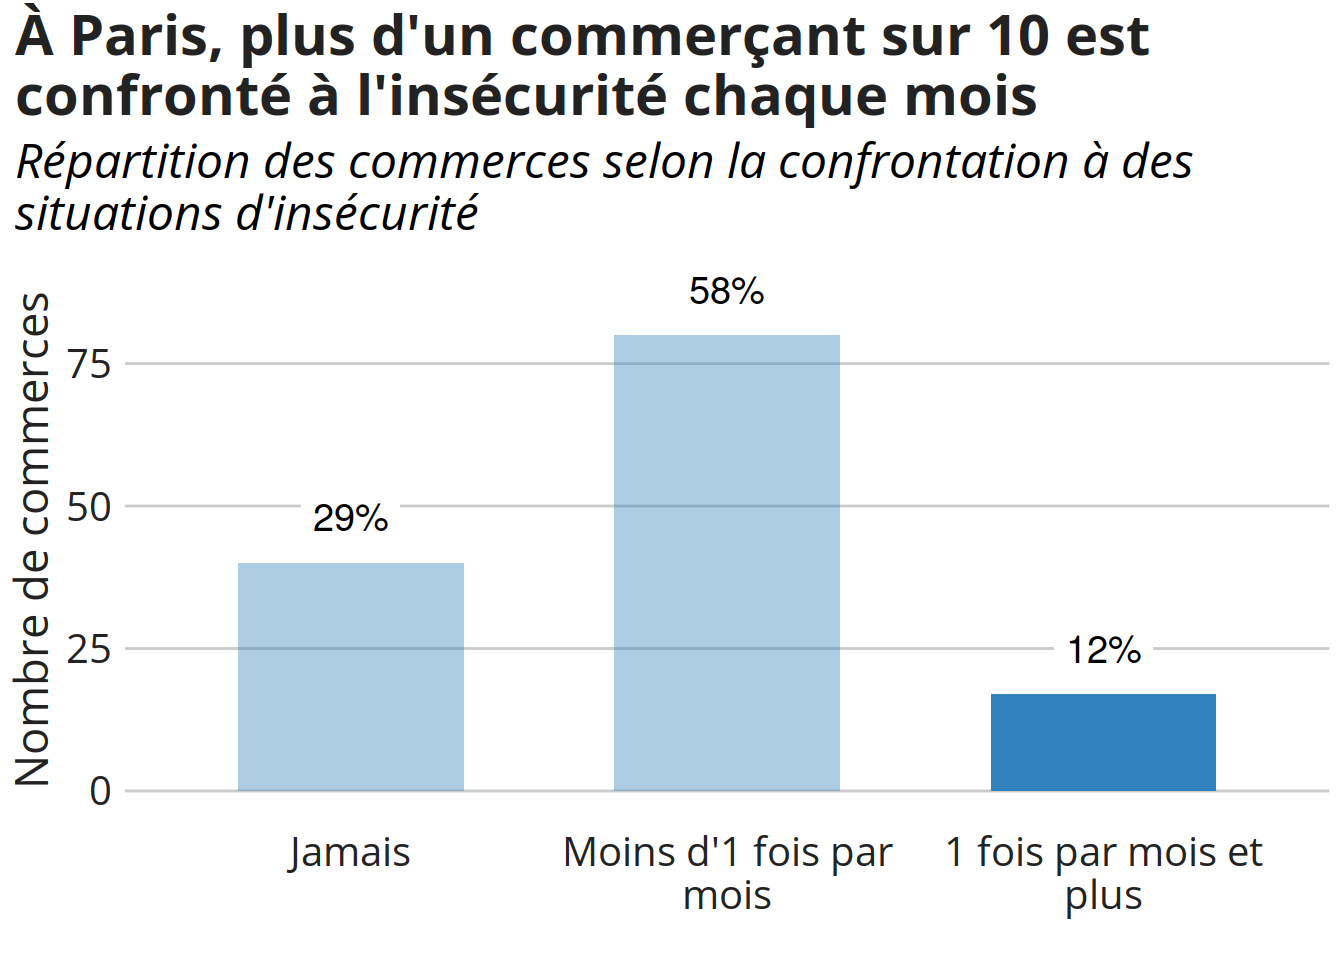 À Paris, plus d'un commerçant sur 10 est
confronté à l'insécurité chaque mois
Répartition des commerces selon la confrontation à des
situations d'insécurité
Nombre de commerces
75
50
25
0
58%
29%
12%
Jamais
Moins d'1 fois par
mois
1 fois par mois et
plus